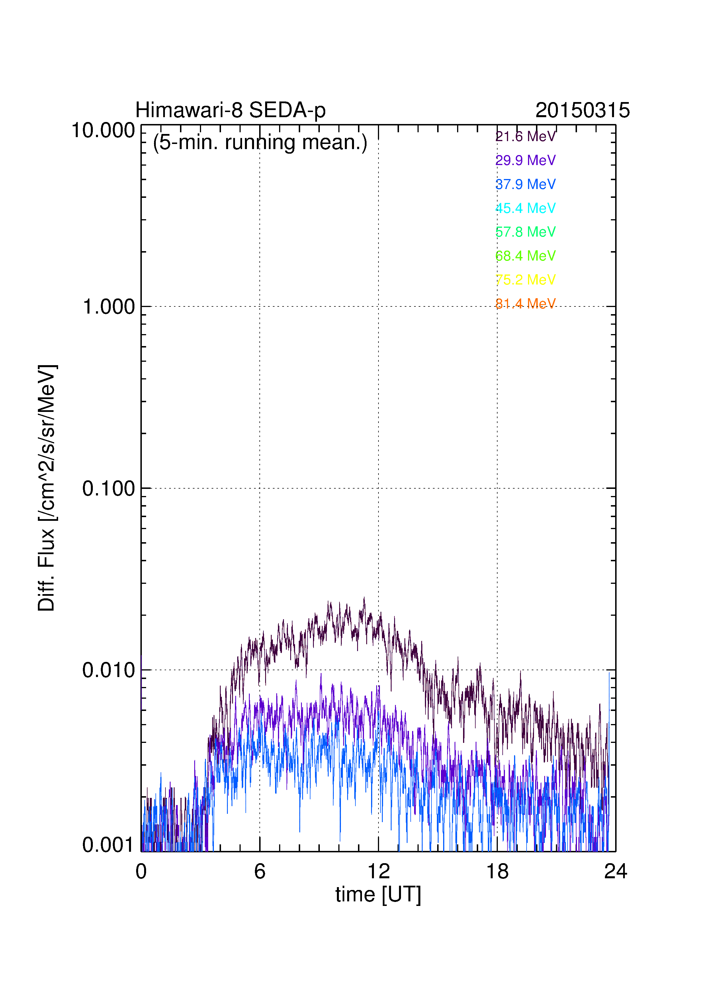 Himawari-8 SEDA-p 20150315
(5-min. running mean.)
21.6 MeV
29.9 MeV
37.9 MeV
45.4 MeV
57.8 MeV
68.4 MeV
75.2 MeV
81.4 MeV
10.000
1.000
0.100
0.010
0.001
Diff. Flux [/cm^2/s/sr/MeV]
0 6 12 18 24
time [UT]